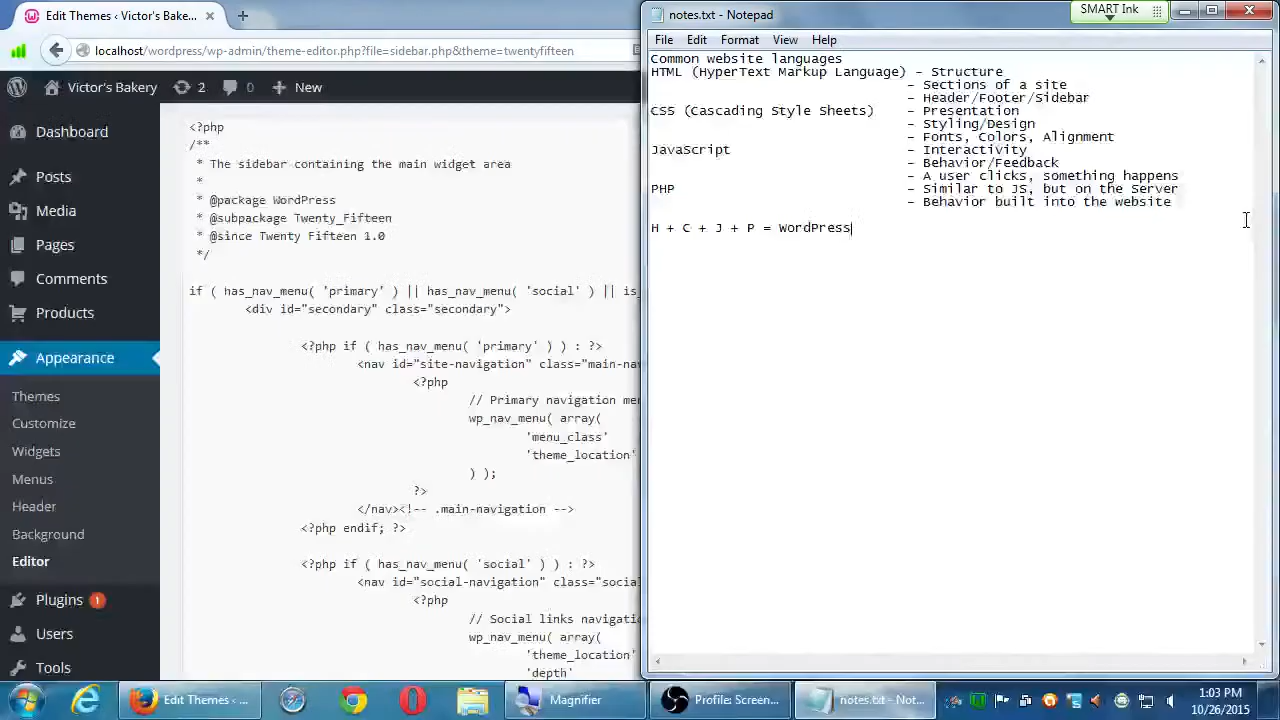 Edit Themes ‹ Victor's Bake...
localhost/wordpress/wp-admin/theme-editor.php?file=sidebar.php&theme=twentyfifteen
Victor's Bakery
2
0
New
Dashboard
Posts
Media
Pages
Comments
Products
Appearance
Themes
Customize
Widgets
Menus
Header
Background
Editor
Plugins 1
Users
Tools
<?php
/**
* The sidebar containing the main widget area
*
* @package WordPress
* @subpackage Twenty_Fifteen
* @since Twenty Fifteen 1.0
*/
if ( has_nav_menu( 'primary' ) || has_nav_menu( 'social' ) || is_
<div id="secondary" class="secondary">
<?php if ( has_nav_menu( 'primary' ) ) : ?>
<nav id="site-navigation" class="main-nav
<?php
// Primary navigation men
wp_nav_menu( array(
'menu_class'
'theme_location'
) );
?>
</nav><!-- .main-navigation -->
<?php endif; ?>
<?php if ( has_nav_menu( 'social' ) ) : ?>
<nav id="social-navigation" class="social
<?php
// Social links navigati
wp_nav_menu( array(
'theme_location'
'depth'
notes.txt - Notepad
SMART Ink
File Edit Format View Help
Common website languages
HTML (HyperText Markup Language) - Structure
- Sections of a site
- Header/Footer/Sidebar
CSS (Cascading Style Sheets) - Presentation
- Styling/Design
- Fonts, Colors, Alignment
JavaScript - Interactivity
- Behavior/Feedback
- A user clicks, something happens
PHP - Similar to JS, but on the Server
- Behavior built into the website
H + C + J + P = WordPress
Edit Themes ‹ ...
Magnifier
Profile: Screen...
notes.txt - Not...
1:03 PM
10/26/2015